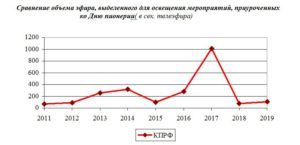 Сравнение объема эфира, выделенного для освещения мероприятий, приуроченных
ко Дню пионерии( в сек. телеэфира)
1200
1000
800
600
400
200
0
2011 2012 2013 2014 2015 2016 2017 2018 2019
КПРФ